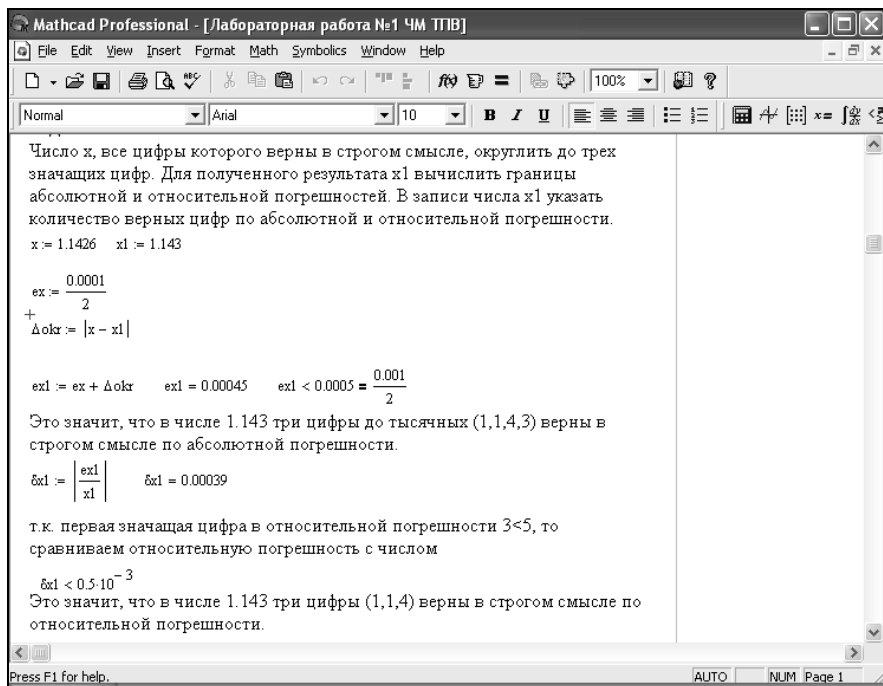 Mathcad Professional - [Лабораторная работа №1 ЧМ ТПВ]
File Edit View Insert Format Math Symbolics Window Help
100%
Normal Arial 10 B I U
Число x, все цифры которого верны в строгом смысле, округлить до трех
значащих цифр. Для полученного результата x1 вычислить границы
абсолютной и относительной погрешностей. В записи числа x1 указать
количество верных цифр по абсолютной и относительной погрешности.
x := 1.1426 x1 := 1.143
ex := 0.0001 / 2
Δokr := |x − x1|
ex1 := ex + Δokr ex1 = 0.00045 ex1 < 0.0005 = 0.001 / 2
Это значит, что в числе 1.143 три цифры до тысячных (1,1,4,3) верны в
строгом смысле по абсолютной погрешности.
δx1 := |ex1 / x1| δx1 = 0.00039
т.к. первая значащая цифра в относительной погрешности 3<5, то
сравниваем относительную погрешность с числом
δx1 < 0.5·10⁻³
Это значит, что в числе 1.143 три цифры (1,1,4) верны в строгом смысле по
относительной погрешности.
Press F1 for help. AUTO NUM Page 1